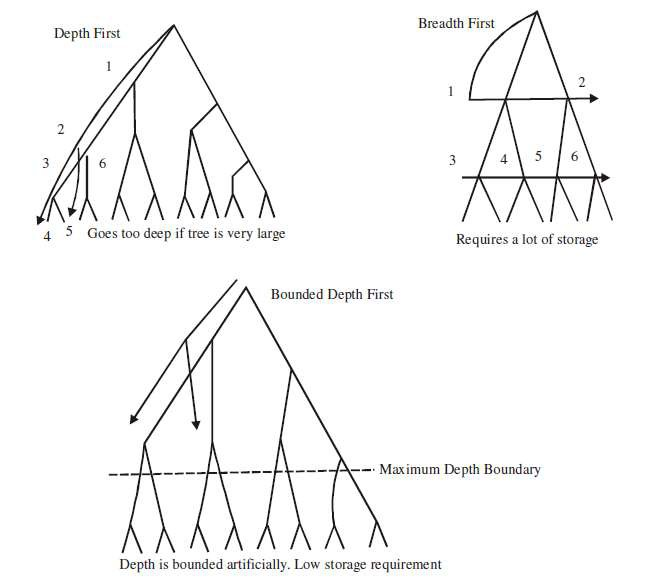 Depth First
1
2
3
6
4
5
Goes too deep if tree is very large
Breadth First
1
2
3
4
5
6
Requires a lot of storage
Bounded Depth First
Maximum Depth Boundary
Depth is bounded artificially. Low storage requirement